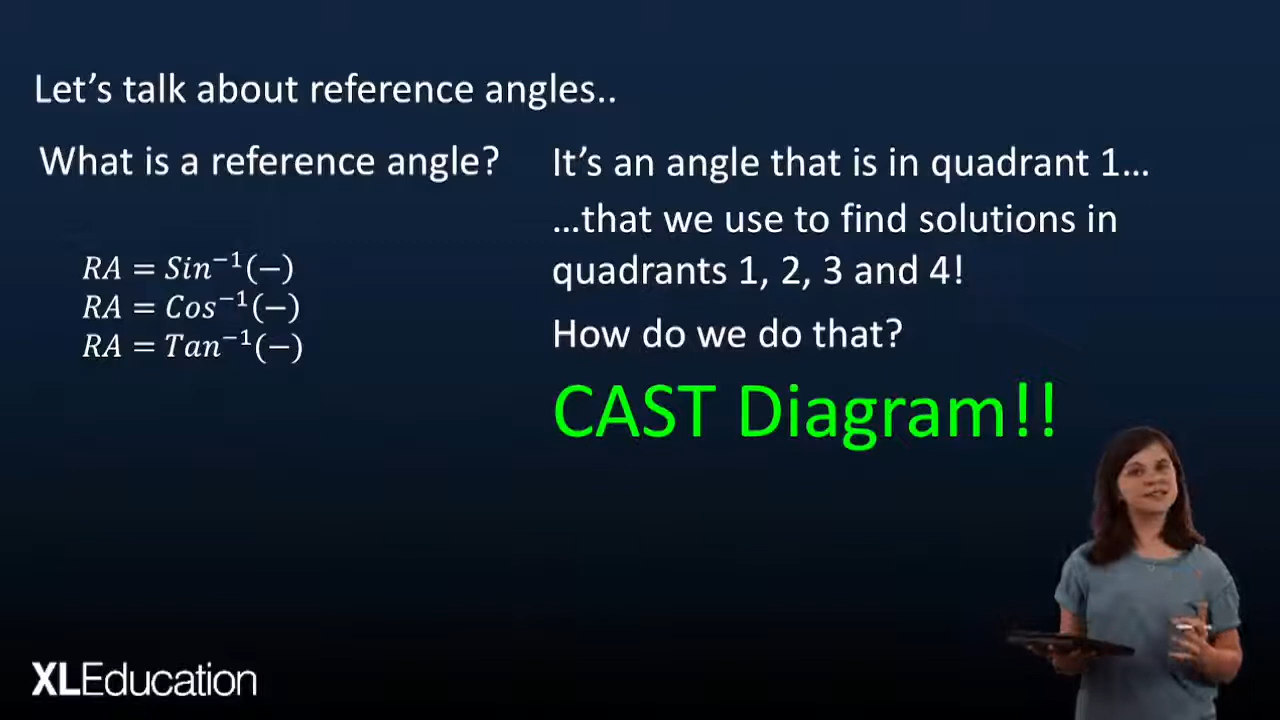 Let's talk about reference angles..
What is a reference angle?
It's an angle that is in quadrant 1...
...that we use to find solutions in
quadrants 1, 2, 3 and 4!
How do we do that?
CAST Diagram!!
RA = Sin⁻¹(−)
RA = Cos⁻¹(−)
RA = Tan⁻¹(−)
XLEducation